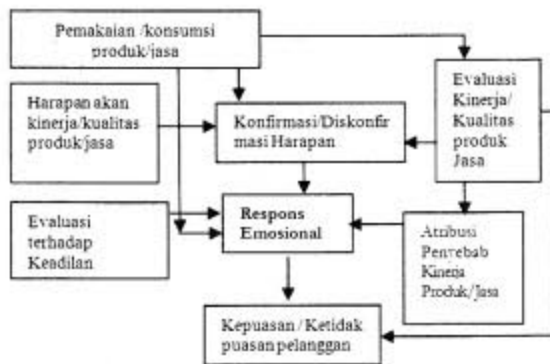 Pemakaian /konsumsi
produk/jasa
Harapan akan
kinerja/kualitas
produk/jasa
Konfirmasi/Diskonfir
masi Harapan
Evaluasi
Kinerja/
Kualitas
produk
Jasa
Evaluasi
terhadap
Keadilan
Respons
Emosional
Atribusi
Penyebab
Kinerja
Produk/Jasa
Kepuasan / Ketidak
puasan pelanggan